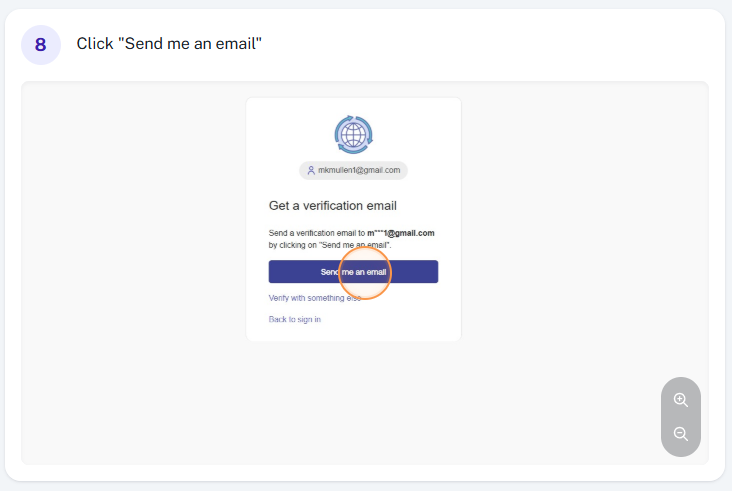 8
Click "Send me an email"
mkmullen1@gmail.com
Get a verification email
Send a verification email to m***1@gmail.com
by clicking on "Send me an email".
Send me an email
Verify with something else
Back to sign in